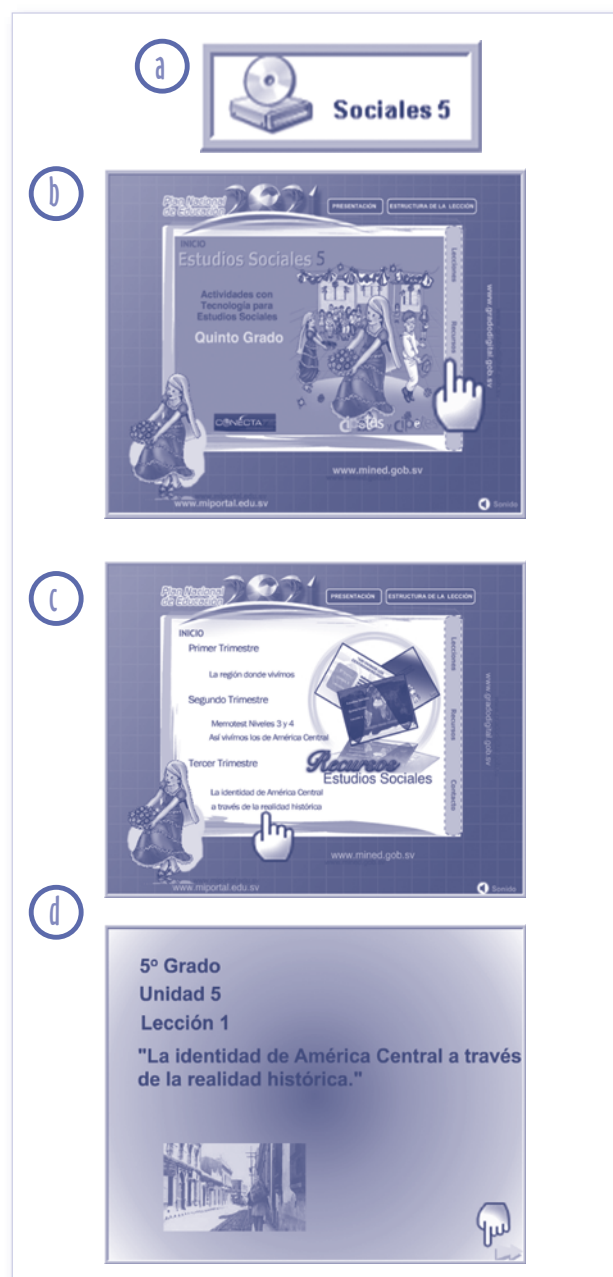 a
Sociales 5
b
Plan Nacional
de Educación
2021
PRESENTACIÓN
ESTRUCTURA DE LA LECCIÓN
INICIO
Estudios Sociales 5
Actividades con
Tecnología para
Estudios Sociales
Quinto Grado
CONÉCTATE
cipotas y cipotes
Lecciones
Recursos
www.gradodigital.gob.sv
www.mined.gob.sv
www.miportal.edu.sv
Sonido
c
Plan Nacional
de Educación
2021
PRESENTACIÓN
ESTRUCTURA DE LA LECCIÓN
INICIO
Primer Trimestre
La región donde vivimos
Segundo Trimestre
Memotest Niveles 3 y 4
Así vivimos los de América Central
Tercer Trimestre
La identidad de América Central
a través de la realidad histórica
Recursos
Estudios Sociales
Lecciones
Recursos
Contacto
www.gradodigital.gob.sv
www.mined.gob.sv
www.miportal.edu.sv
Sonido
d
5º Grado
Unidad 5
Lección 1
"La identidad de América Central a través
de la realidad histórica."